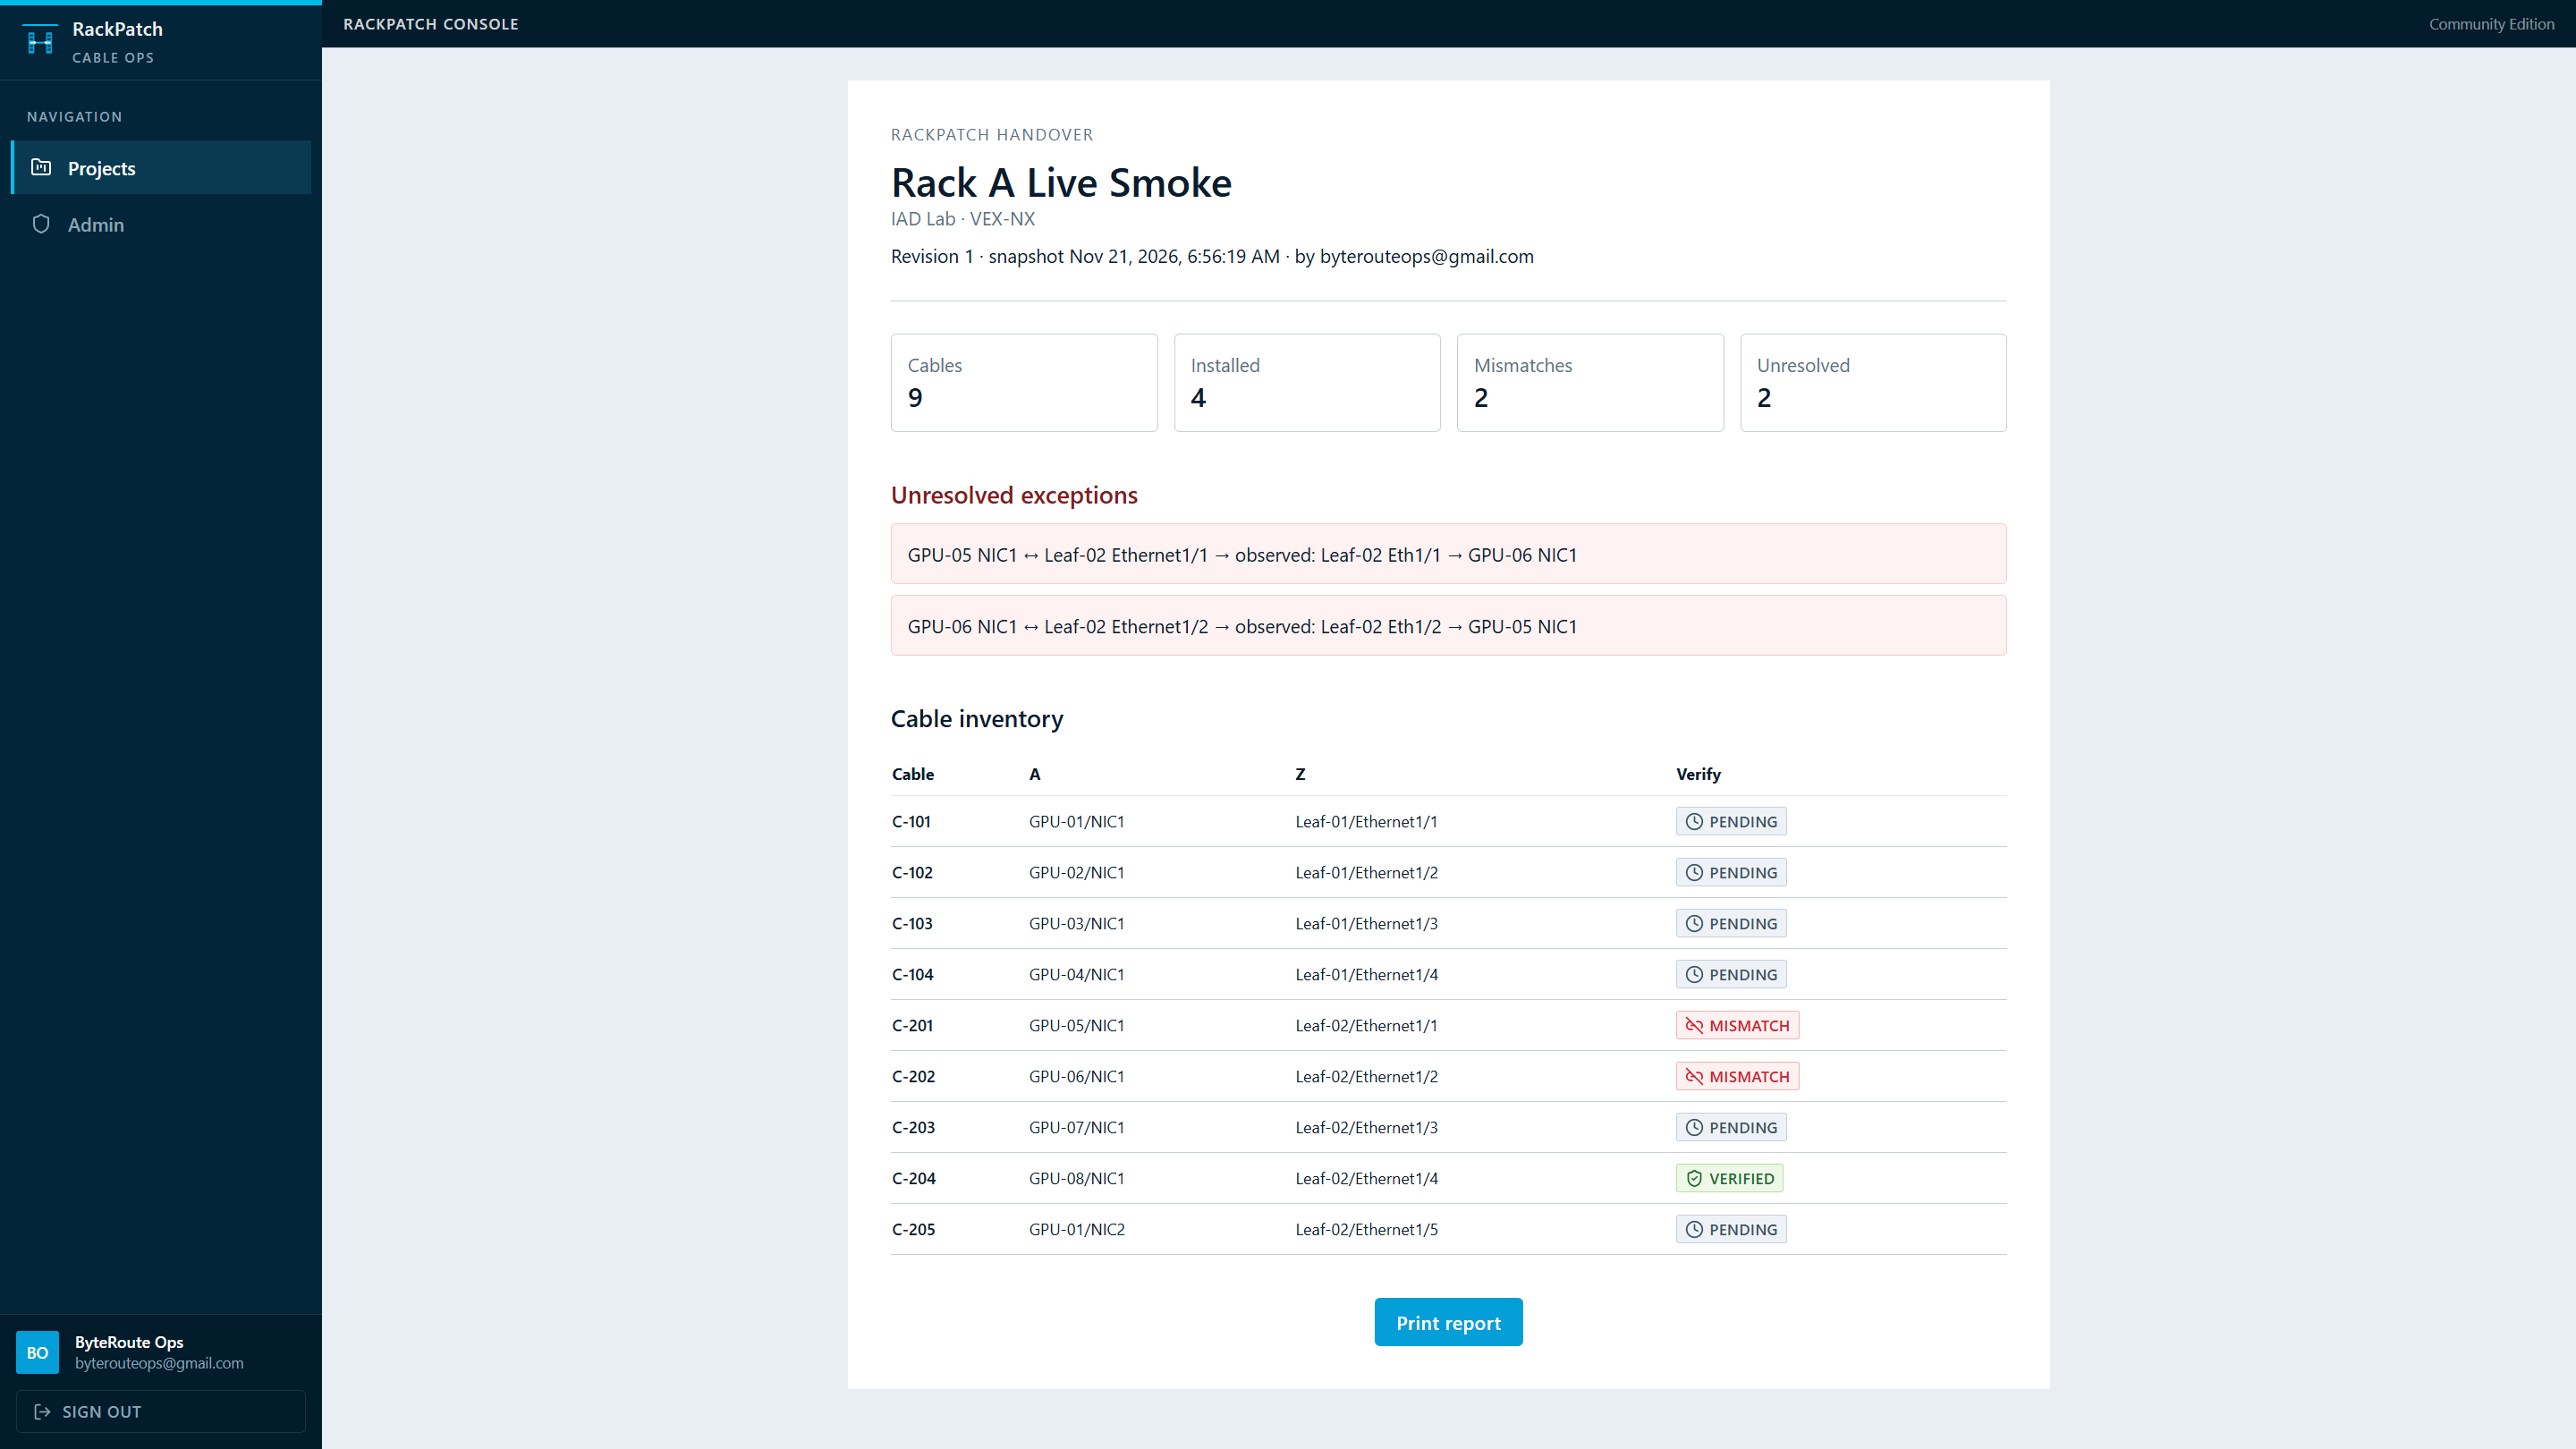 RackPatch
CABLE OPS
NAVIGATION
Projects
Admin
BO
ByteRoute Ops
byterouteops@gmail.com
SIGN OUT
RACKPATCH CONSOLE
Community Edition
RACKPATCH HANDOVER
Rack A Live Smoke
IAD Lab · VEX-NX
Revision 1 · snapshot Nov 21, 2026, 6:56:19 AM · by byterouteops@gmail.com
Cables
9
Installed
4
Mismatches
2
Unresolved
2
Unresolved exceptions
GPU-05 NIC1 ↔ Leaf-02 Ethernet1/1 → observed: Leaf-02 Eth1/1 → GPU-06 NIC1
GPU-06 NIC1 ↔ Leaf-02 Ethernet1/2 → observed: Leaf-02 Eth1/2 → GPU-05 NIC1
Cable inventory
Cable A Z Verify
C-101 GPU-01/NIC1 Leaf-01/Ethernet1/1 PENDING
C-102 GPU-02/NIC1 Leaf-01/Ethernet1/2 PENDING
C-103 GPU-03/NIC1 Leaf-01/Ethernet1/3 PENDING
C-104 GPU-04/NIC1 Leaf-01/Ethernet1/4 PENDING
C-201 GPU-05/NIC1 Leaf-02/Ethernet1/1 MISMATCH
C-202 GPU-06/NIC1 Leaf-02/Ethernet1/2 MISMATCH
C-203 GPU-07/NIC1 Leaf-02/Ethernet1/3 PENDING
C-204 GPU-08/NIC1 Leaf-02/Ethernet1/4 VERIFIED
C-205 GPU-01/NIC2 Leaf-02/Ethernet1/5 PENDING
Print report